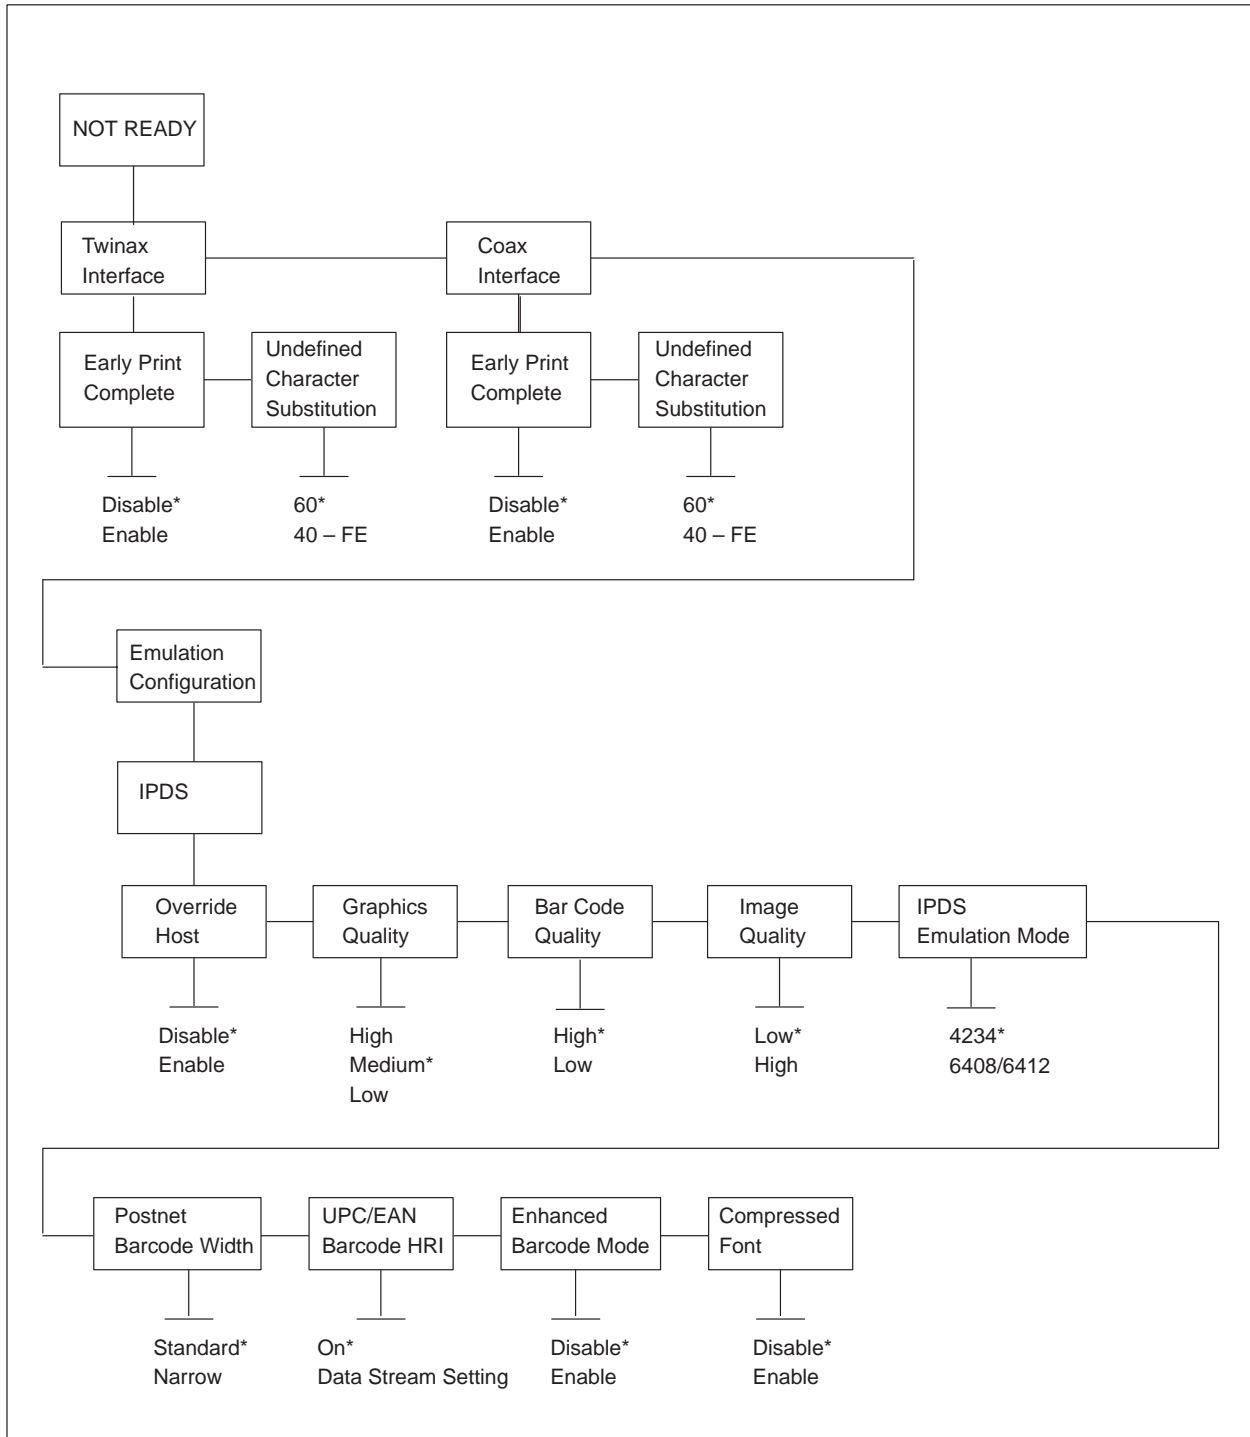 NOT READY
Twinax
Interface
Coax
Interface
Early Print
Complete
Undefined
Character
Substitution
Early Print
Complete
Undefined
Character
Substitution
Disable*
Enable
60*
40 – FE
Disable*
Enable
60*
40 – FE
Emulation
Configuration
IPDS
Override
Host
Graphics
Quality
Bar Code
Quality
Image
Quality
IPDS
Emulation Mode
Disable*
Enable
High
Medium*
Low
High*
Low
Low*
High
4234*
6408/6412
Postnet
Barcode Width
UPC/EAN
Barcode HRI
Enhanced
Barcode Mode
Compressed
Font
Standard*
Narrow
On*
Data Stream Setting
Disable*
Enable
Disable*
Enable